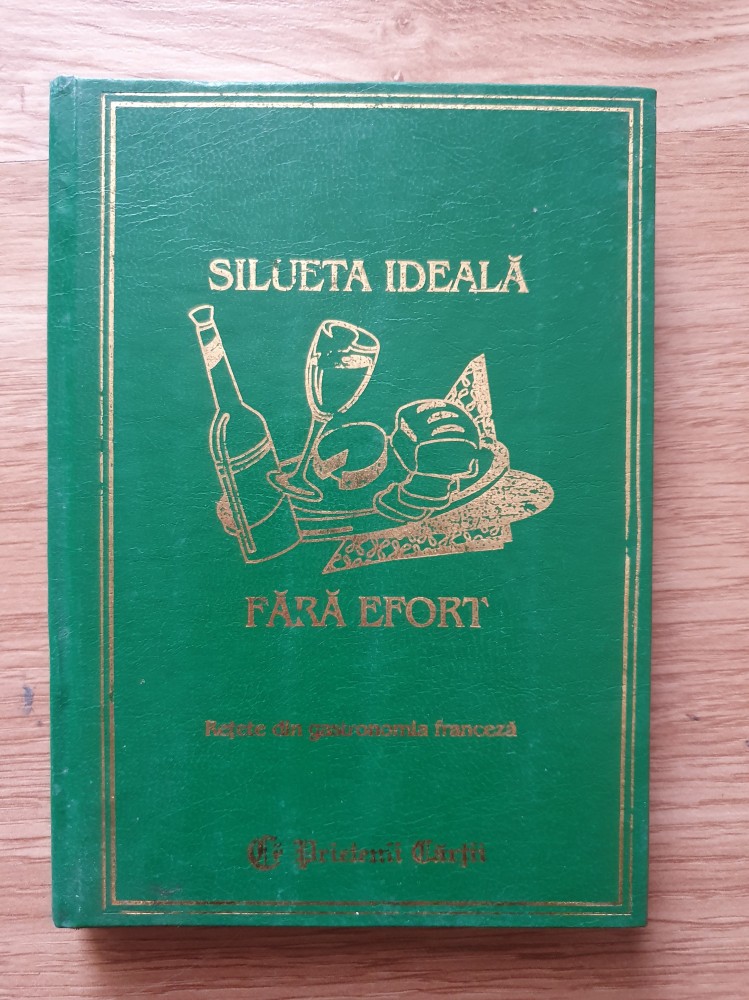 SILUETA IDEALĂ
FĂRĂ EFORT
Rețete din gastronomia franceză
Prietenii Cărții